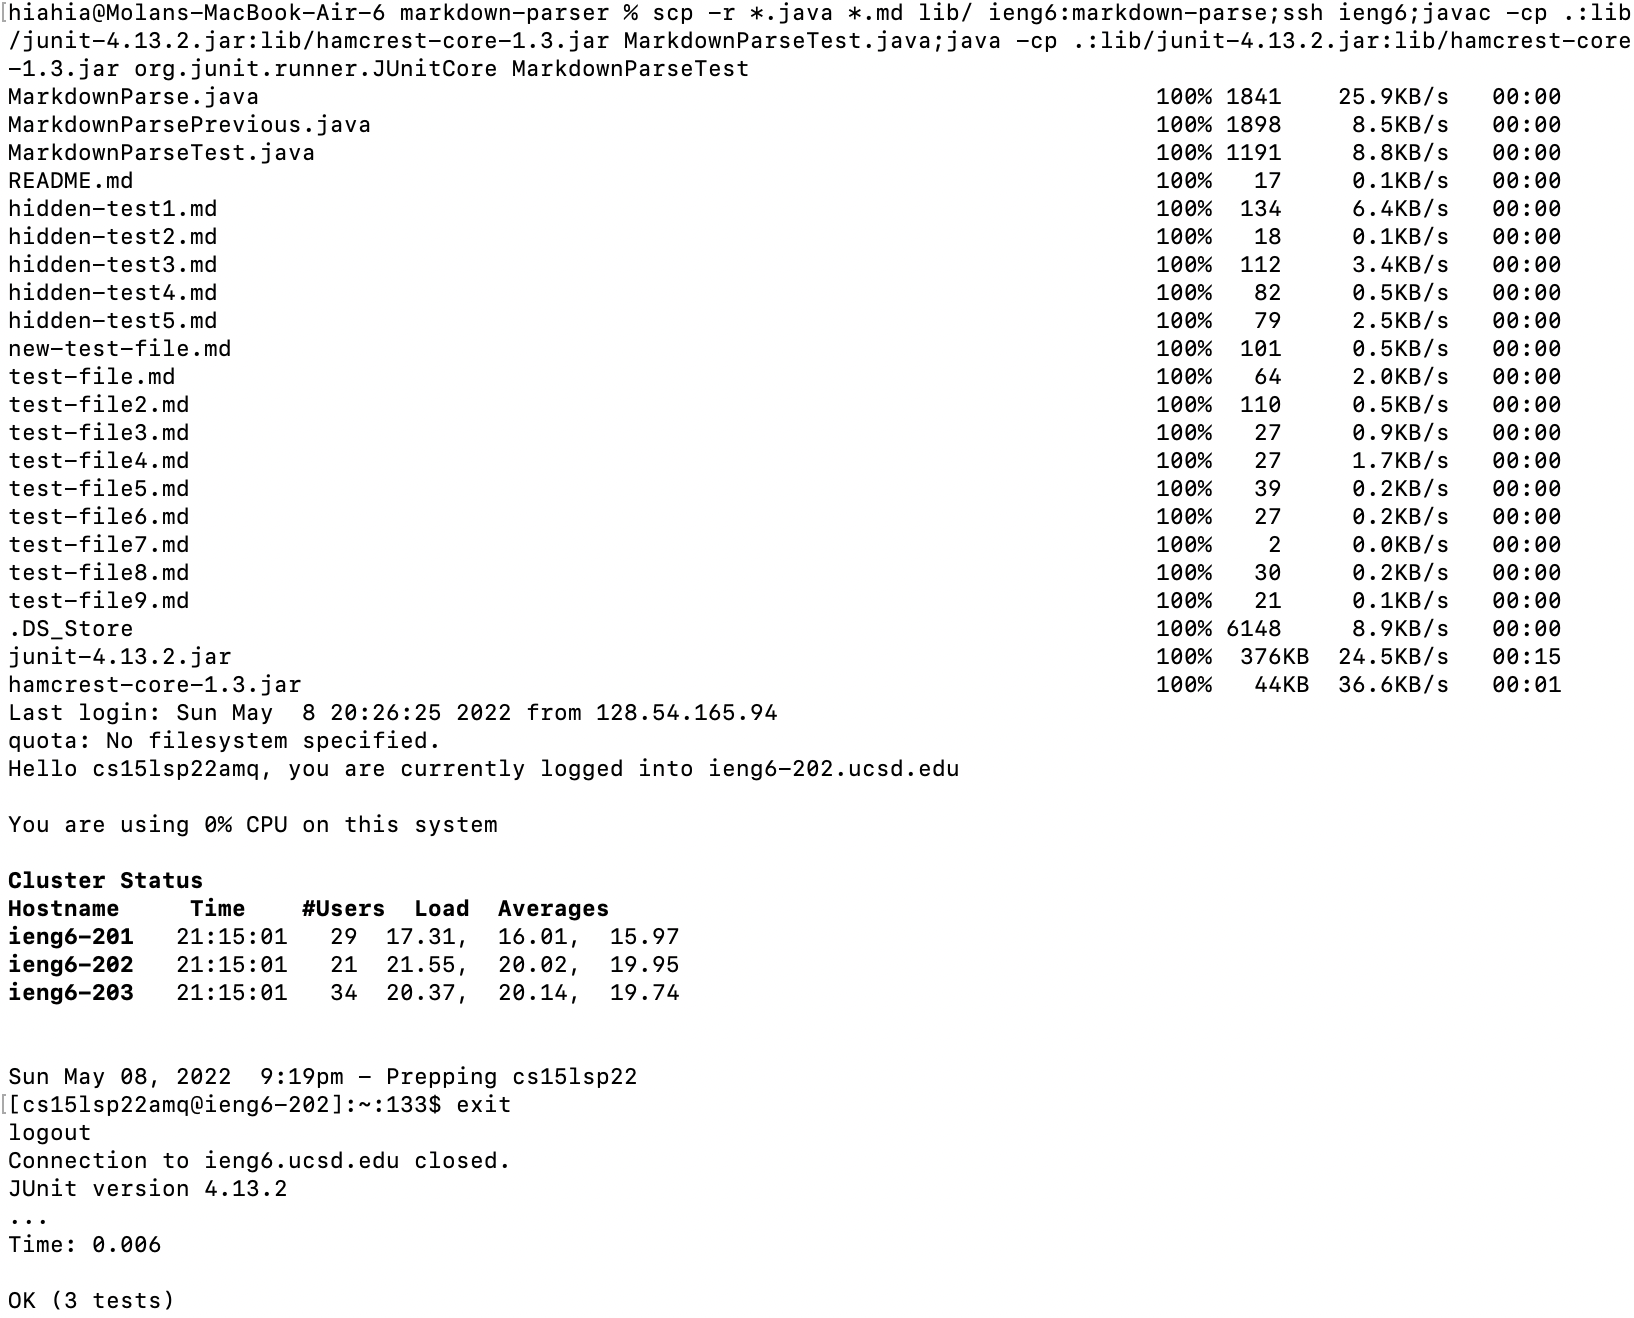 [hiahia@Molans-MacBook-Air-6 markdown-parser % scp -r *.java *.md lib/ ieng6:markdown-parse;ssh ieng6;javac -cp .:lib
/junit-4.13.2.jar:lib/hamcrest-core-1.3.jar MarkdownParseTest.java;java -cp .:lib/junit-4.13.2.jar:lib/hamcrest-core
-1.3.jar org.junit.runner.JUnitCore MarkdownParseTest
MarkdownParse.java 100% 1841 25.9KB/s 00:00
MarkdownParsePrevious.java 100% 1898 8.5KB/s 00:00
MarkdownParseTest.java 100% 1191 8.8KB/s 00:00
README.md 100% 17 0.1KB/s 00:00
hidden-test1.md 100% 134 6.4KB/s 00:00
hidden-test2.md 100% 18 0.1KB/s 00:00
hidden-test3.md 100% 112 3.4KB/s 00:00
hidden-test4.md 100% 82 0.5KB/s 00:00
hidden-test5.md 100% 79 2.5KB/s 00:00
new-test-file.md 100% 101 0.5KB/s 00:00
test-file.md 100% 64 2.0KB/s 00:00
test-file2.md 100% 110 0.5KB/s 00:00
test-file3.md 100% 27 0.9KB/s 00:00
test-file4.md 100% 27 1.7KB/s 00:00
test-file5.md 100% 39 0.2KB/s 00:00
test-file6.md 100% 27 0.2KB/s 00:00
test-file7.md 100% 2 0.0KB/s 00:00
test-file8.md 100% 30 0.2KB/s 00:00
test-file9.md 100% 21 0.1KB/s 00:00
.DS_Store 100% 6148 8.9KB/s 00:00
junit-4.13.2.jar 100% 376KB 24.5KB/s 00:15
hamcrest-core-1.3.jar 100% 44KB 36.6KB/s 00:01
Last login: Sun May  8 20:26:25 2022 from 128.54.165.94
quota: No filesystem specified.
Hello cs15lsp22amq, you are currently logged into ieng6-202.ucsd.edu
You are using 0% CPU on this system
Cluster Status
Hostname Time #Users Load Averages
ieng6-201 21:15:01 29 17.31, 16.01, 15.97
ieng6-202 21:15:01 21 21.55, 20.02, 19.95
ieng6-203 21:15:01 34 20.37, 20.14, 19.74
Sun May 08, 2022  9:19pm - Prepping cs15lsp22
[[cs15lsp22amq@ieng6-202]:~:133$ exit
logout
Connection to ieng6.ucsd.edu closed.
JUnit version 4.13.2
...
Time: 0.006
OK (3 tests)